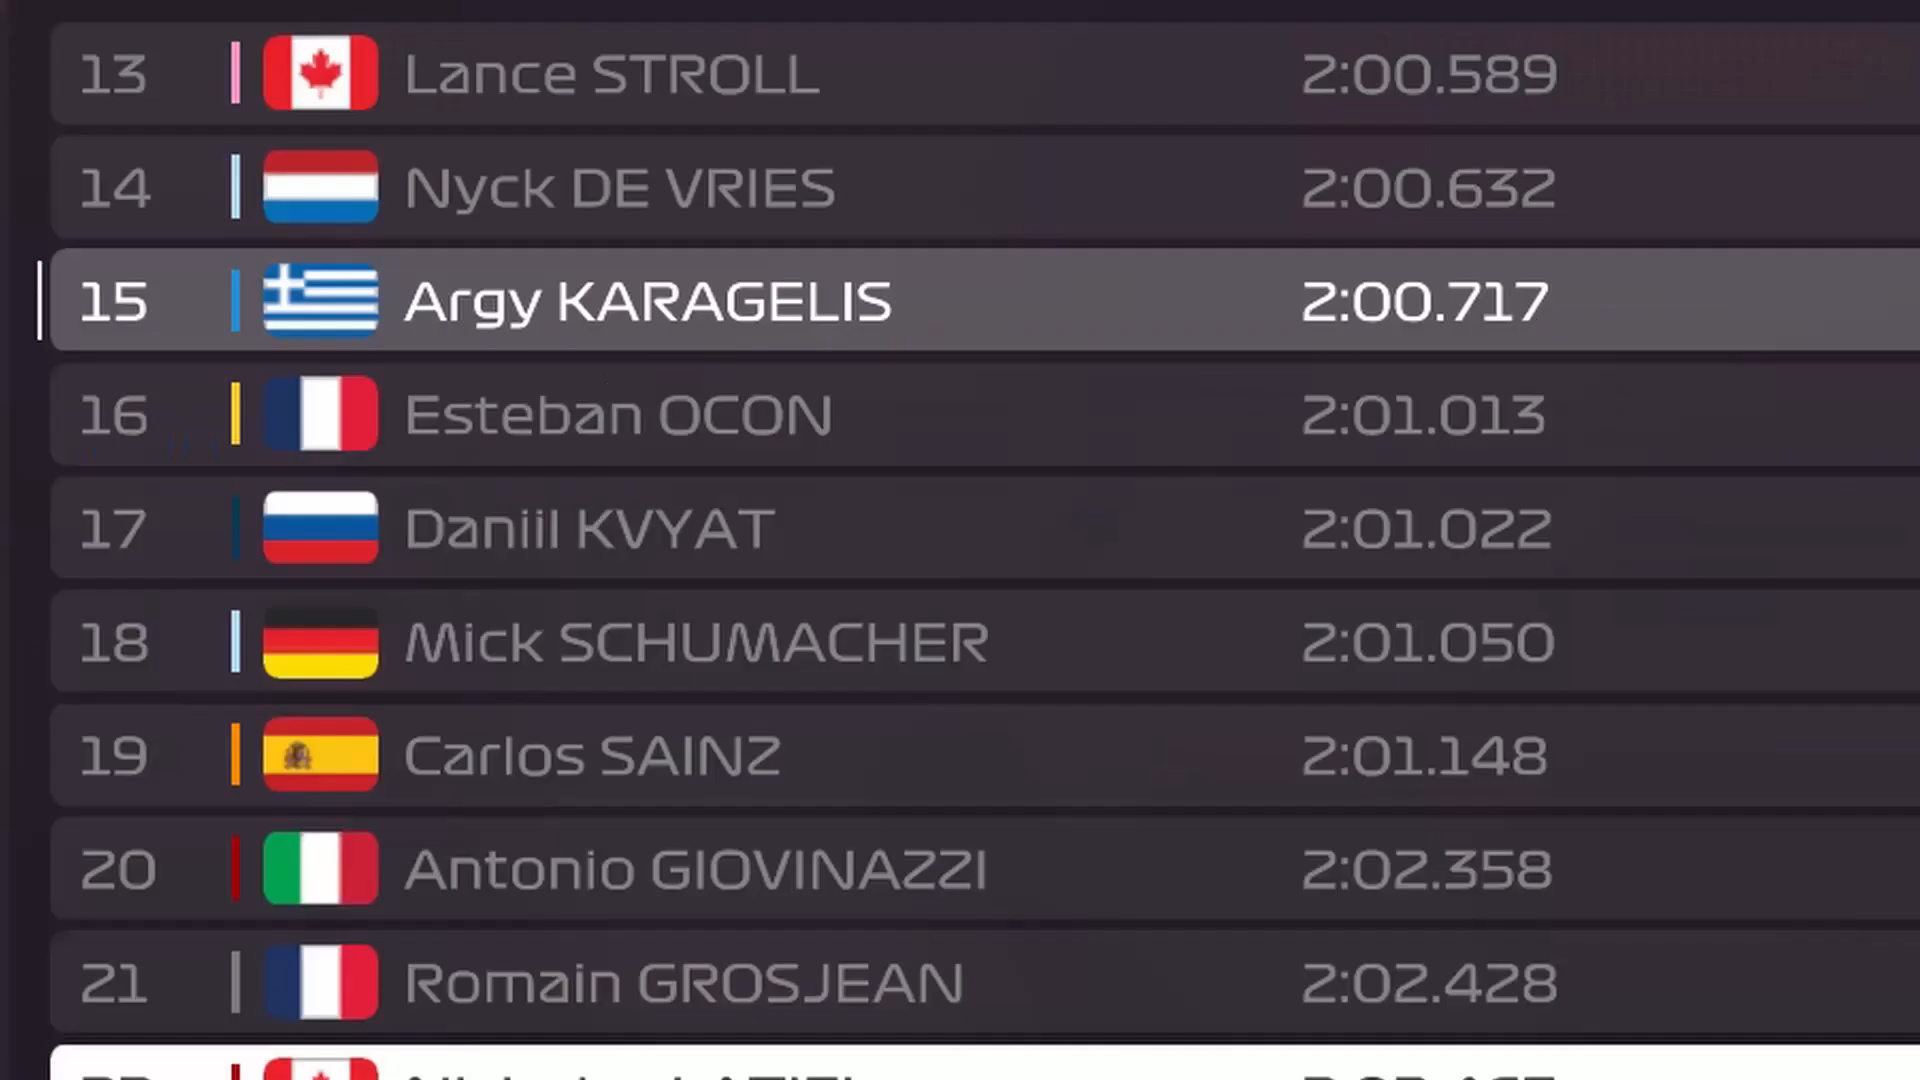 13 Lance STROLL 2:00.589
14 Nyck DE VRIES 2:00.632
15 Argy KARAGELIS 2:00.717
16 Esteban OCON 2:01.013
17 Daniil KVYAT 2:01.022
18 Mick SCHUMACHER 2:01.050
19 Carlos SAINZ 2:01.148
20 Antonio GIOVINAZZI 2:02.358
21 Romain GROSJEAN 2:02.428